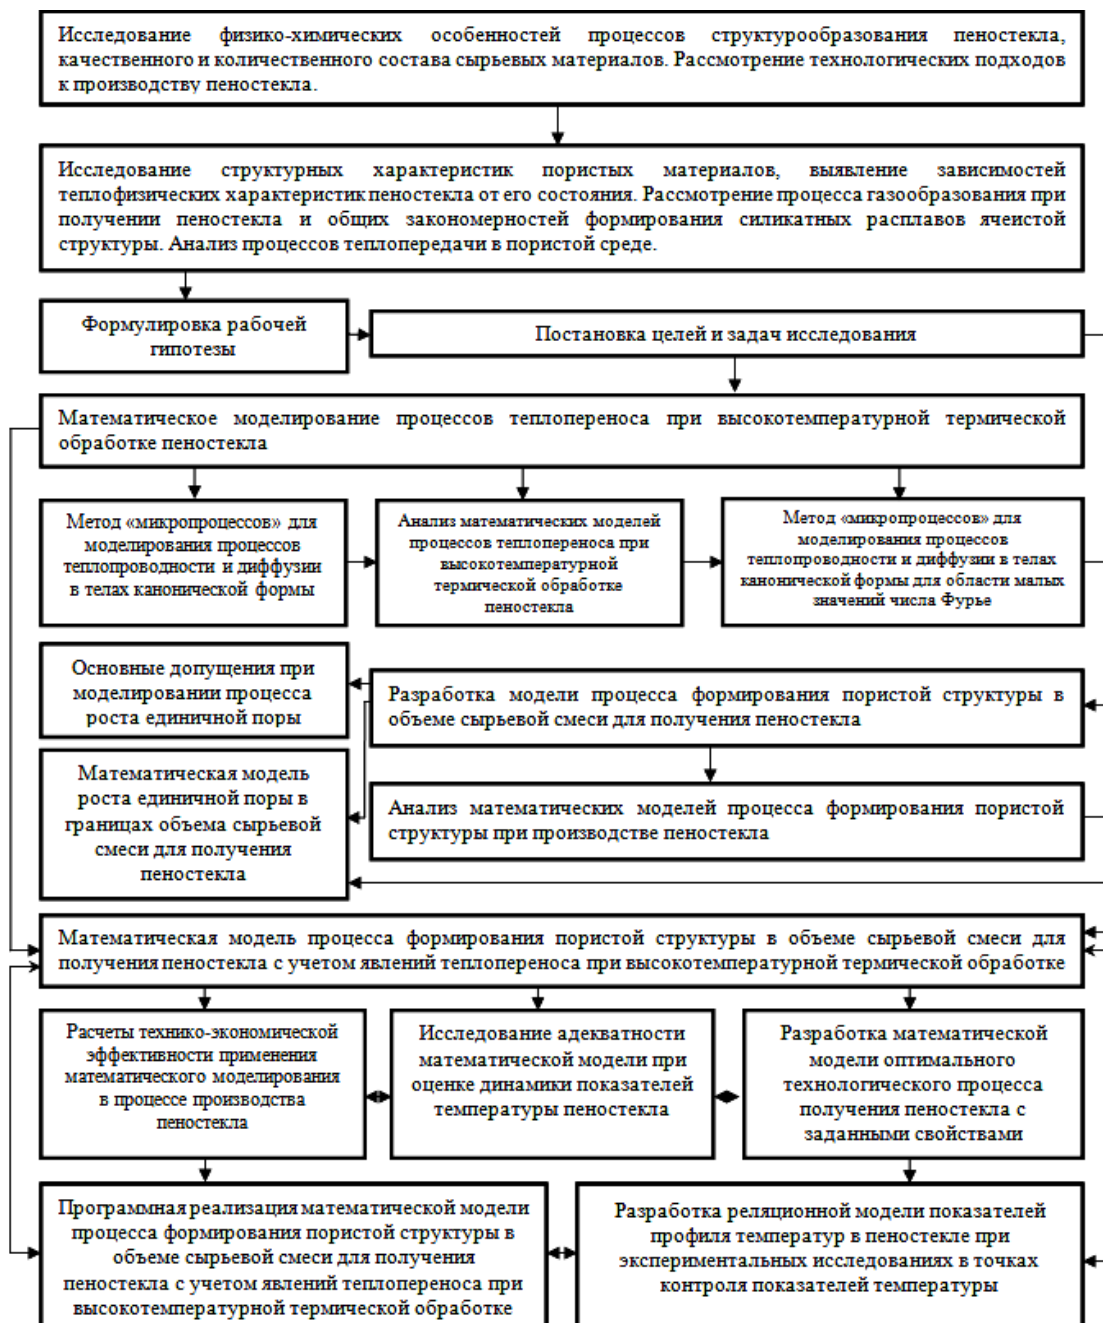 Исследование физико-химических особенностей процессов структурообразования пеностекла,
качественного и количественного состава сырьевых материалов. Рассмотрение технологических подходов
к производству пеностекла.
Исследование структурных характеристик пористых материалов, выявление зависимостей
теплофизических характеристик пеностекла от его состояния. Рассмотрение процесса газообразования при
получении пеностекла и общих закономерностей формирования силикатных расплавов ячеистой
структуры. Анализ процессов теплопередачи в пористой среде.
Формулировка рабочей
гипотезы
Постановка целей и задач исследования
Математическое моделирование процессов теплопереноса при высокотемпературной термической
обработке пеностекла
Метод «микропроцессов» для
моделирования процессов
теплопроводности и диффузии
в телах канонической формы
Анализ математических моделей
процессов теплопереноса при
высокотемпературной
термической обработке
пеностекла
Метод «микропроцессов» для
моделирования процессов
теплопроводности и диффузии в телах
канонической формы для области малых
значений числа Фурье
Основные допущения при
моделировании процесса
роста единичной поры
Разработка модели процесса формирования пористой структуры в
объеме сырьевой смеси для получения пеностекла
Математическая модель
роста единичной поры в
границах объема сырьевой
смеси для получения
пеностекла
Анализ математических моделей процесса формирования пористой
структуры при производстве пеностекла
Математическая модель процесса формирования пористой структуры в объеме сырьевой смеси для
получения пеностекла с учетом явлений теплопереноса при высокотемпературной термической обработке
Расчеты технико-экономической
эффективности применения
математического моделирования
в процессе производства
пеностекла
Исследование адекватности
математической модели при
оценке динамики показателей
температуры пеностекла
Разработка математической
модели оптимального
технологического процесса
получения пеностекла с
заданными свойствами
Программная реализация математической модели
процесса формирования пористой структуры в
объеме сырьевой смеси для получения
пеностекла с учетом явлений теплопереноса при
высокотемпературной термической обработке
Разработка реляционной модели показателей
профиля температур в пеностекле при
экспериментальных исследованиях в точках
контроля показателей температуры